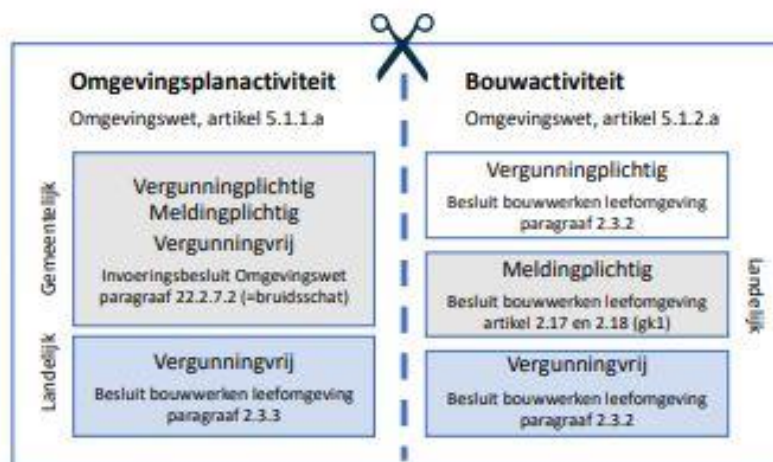 Omgevingsplanactiviteit
Omgevingswet, artikel 5.1.1.a
Gemeentelijk
Vergunningplichtig
Meldingplichtig
Vergunningvrij
Invoeringsbesluit Omgevingswet
paragraaf 22.2.7.2 (=bruidsschat)
Landelijk
Vergunningvrij
Besluit bouwwerken leefomgeving
paragraaf 2.3.3
Bouwactiviteit
Omgevingswet, artikel 5.1.2.a
Vergunningplichtig
Besluit bouwwerken leefomgeving
paragraaf 2.3.2
Meldingplichtig
Besluit bouwwerken leefomgeving
artikel 2.17 en 2.18 (gk1)
Vergunningvrij
Besluit bouwwerken leefomgeving
paragraaf 2.3.2
Landelijk